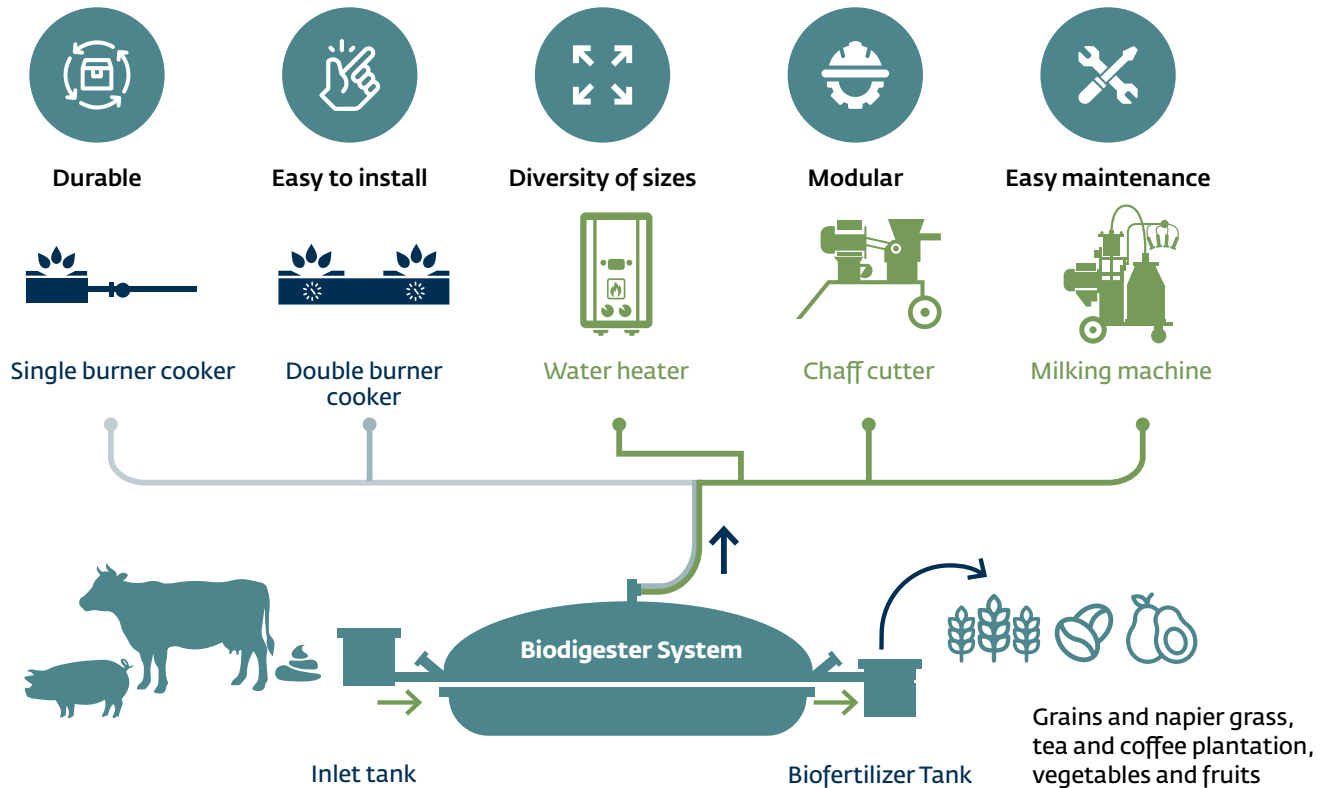 Durable
Easy to install
Diversity of sizes
Modular
Easy maintenance
Single burner cooker
Double burner
cooker
Water heater
Chaff cutter
Milking machine
Biodigester System
Inlet tank
Biofertilizer Tank
Grains and napier grass,
tea and coffee plantation,
vegetables and fruits